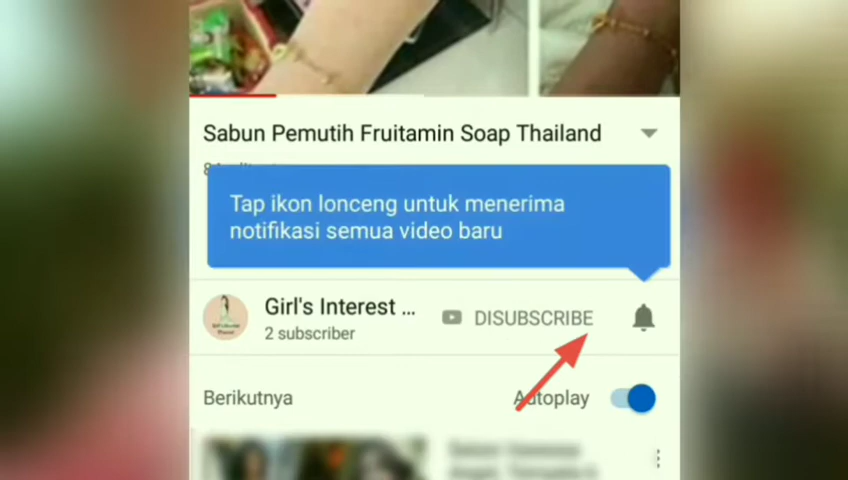 Sabun Pemutih Fruitamin Soap Thailand
Tap ikon lonceng untuk menerima
notifikasi semua video baru
Girl's Interest ...
DISUBSCRIBE
2 subscriber
Berikutnya
Autoplay